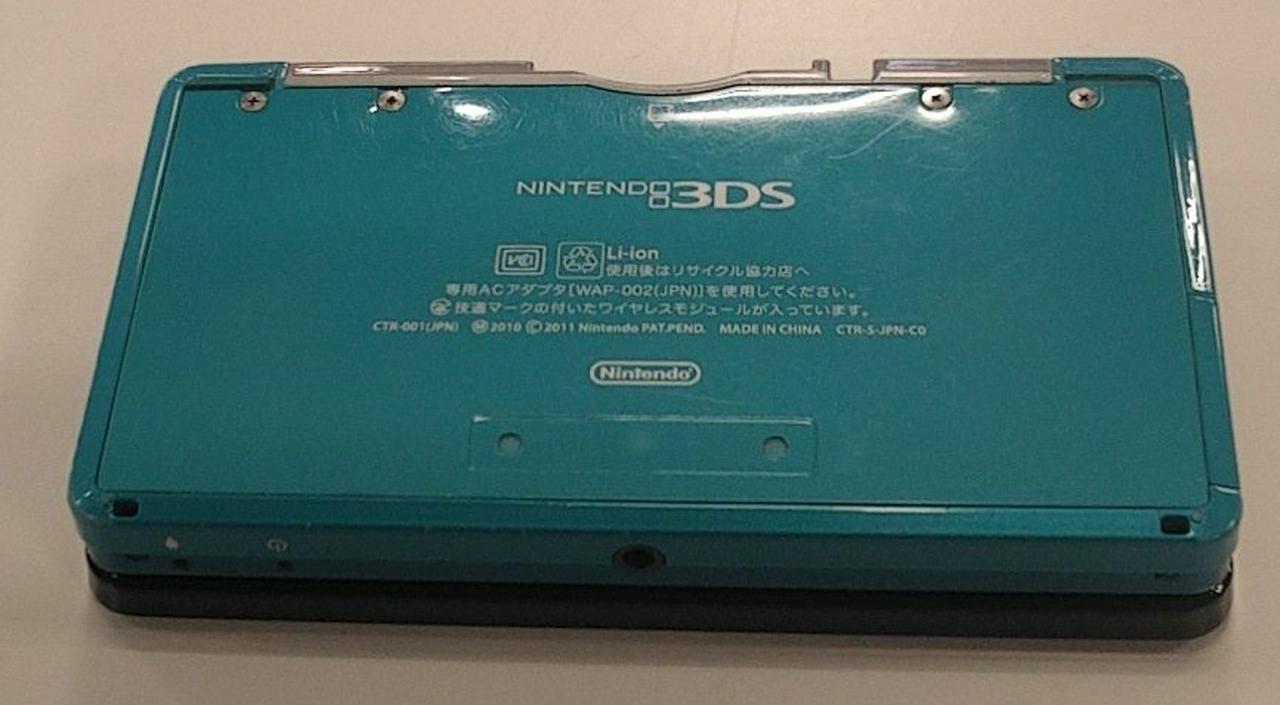 NINTENDO 3DS
VCI Li-ion
使用後はリサイクル協力店へ
専用ACアダプタ[WAP-002(JPN)]を使用してください。
技適マークの付いたワイヤレスモジュールが入っています。
CTR-001(JPN) Ⓜ2010 ©2011 Nintendo PAT.PEND. MADE IN CHINA CTR-S-JPN-C0
Nintendo